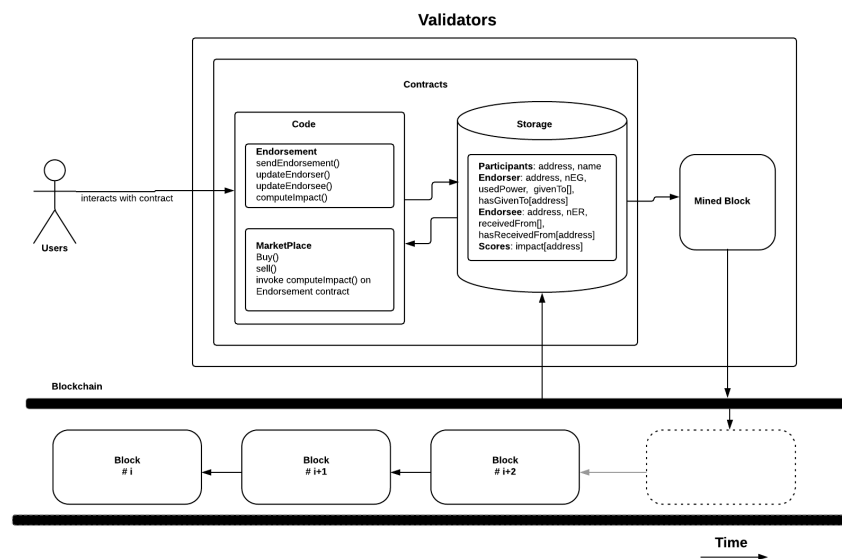 Validators
Contracts
Code
Storage
Endorsement
sendEndorsement()
updateEndorser()
updateEndorsee()
computeImpact()
Participants: address, name
Endorser: address, nEG,
usedPower, givenTo[],
hasGivenTo[address]
Endorsee: address, nER,
receivedFrom[],
hasReceivedFrom[address]
Scores: impact[address]
Mined Block
interacts with contract
Users
MarketPlace
Buy()
sell()
invoke computeImpact() on
Endorsement contract
Blockchain
Block
# i
Block
# i+1
Block
# i+2
Time